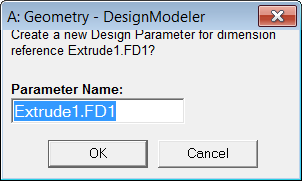 A: Geometry - DesignModeler
Create a new Design Parameter for dimension
reference Extrude1.FD1?
Parameter Name:
Extrude1.FD1
OK
Cancel